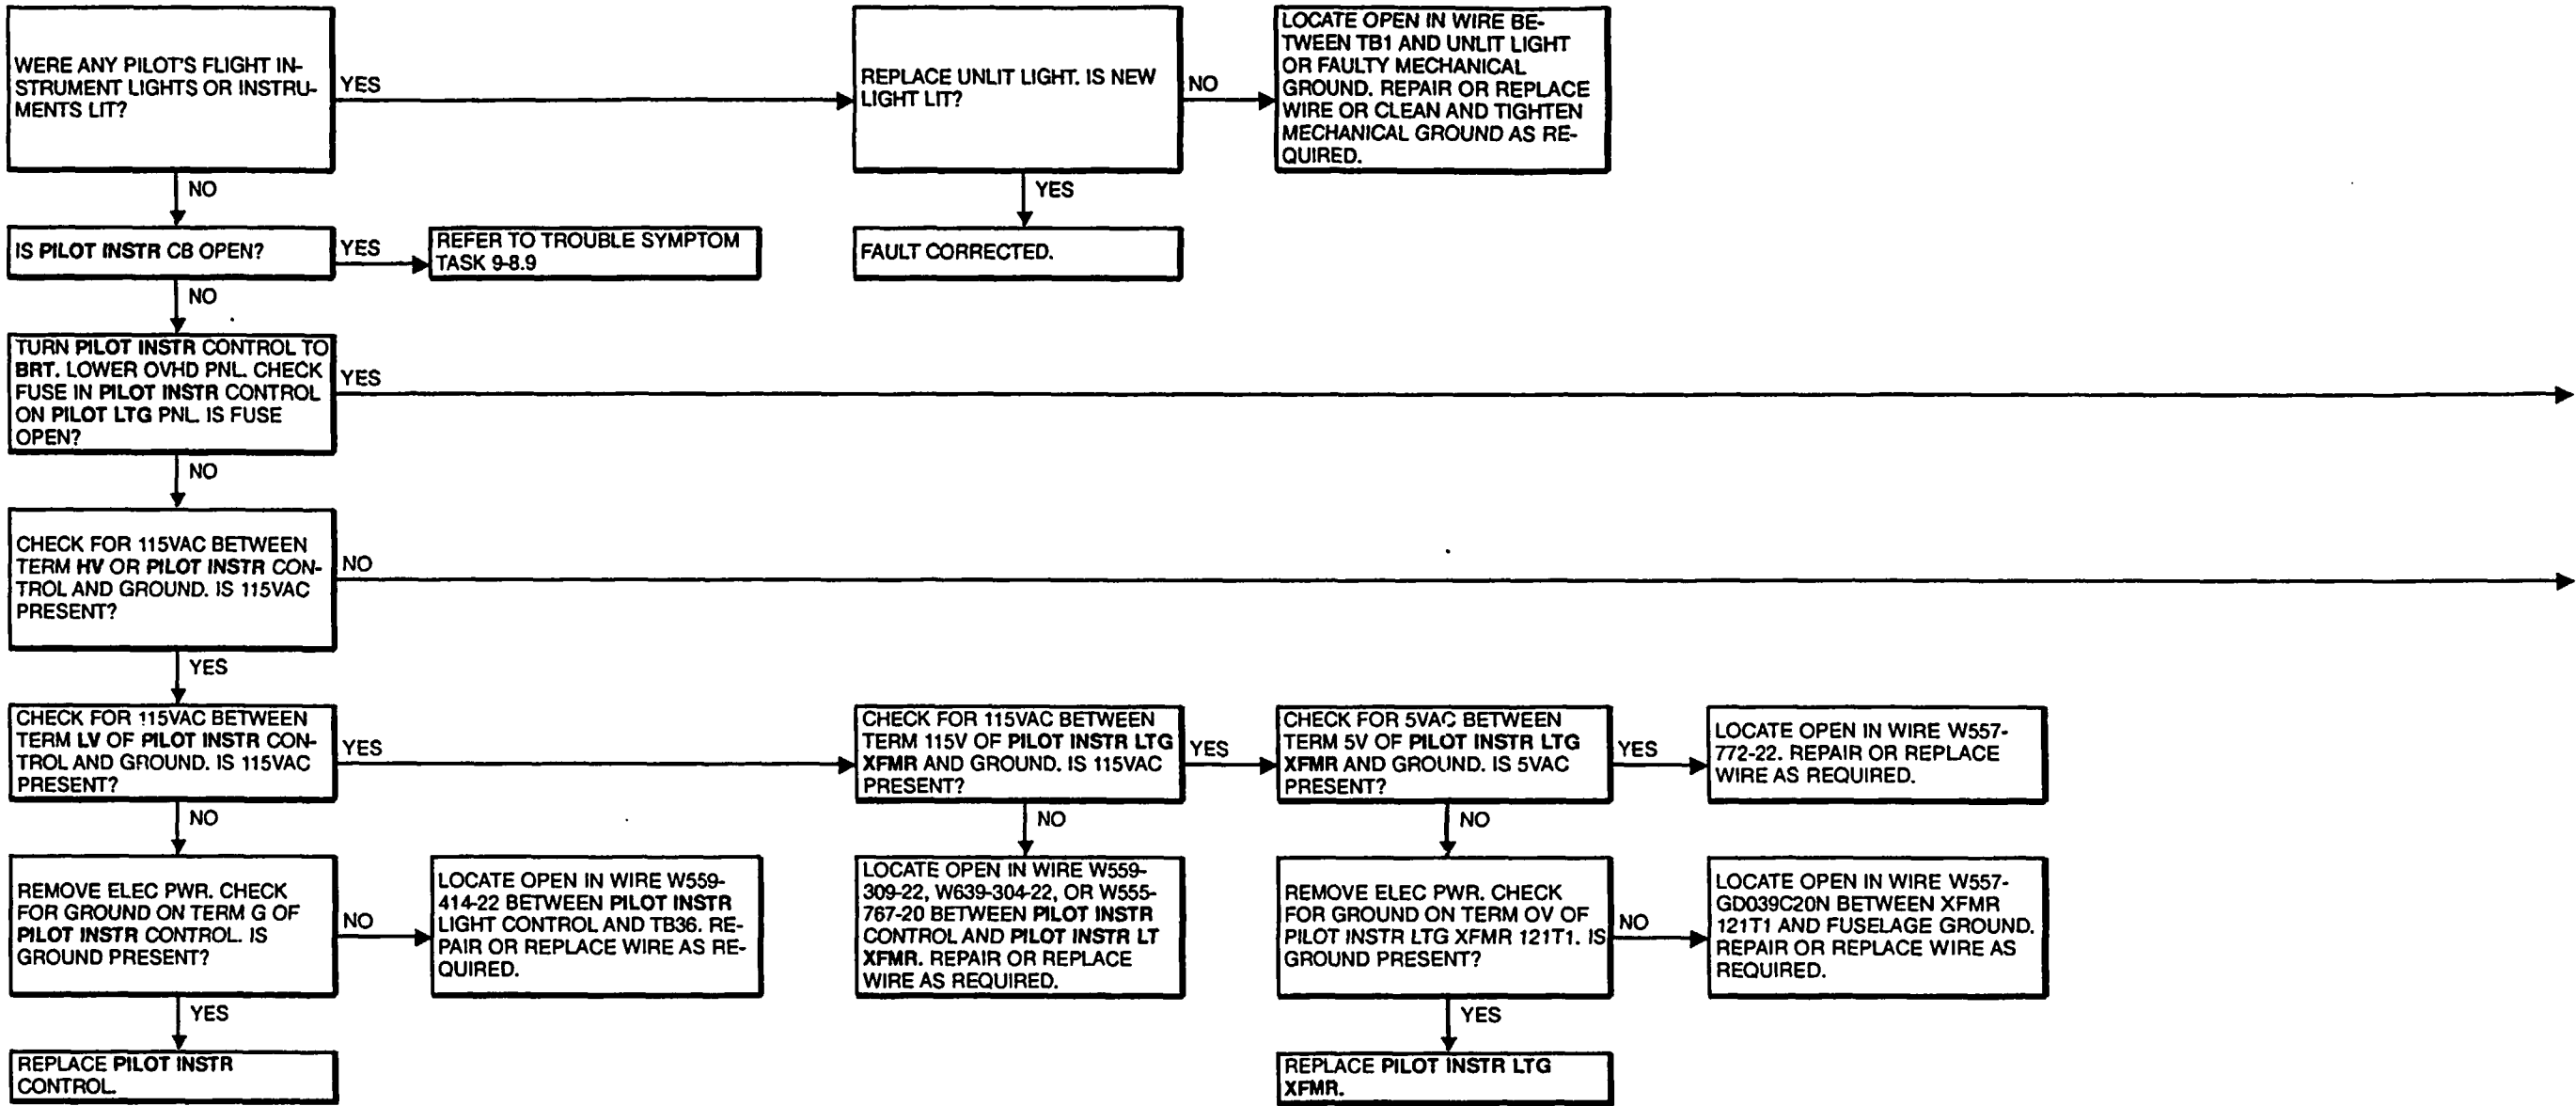 WERE ANY PILOT'S FLIGHT IN-
STRUMENT LIGHTS OR INSTRU-
MENTS LIT?
YES
REPLACE UNLIT LIGHT. IS NEW
LIGHT LIT?
NO
LOCATE OPEN IN WIRE BE-
TWEEN TB1 AND UNLIT LIGHT
OR FAULTY MECHANICAL
GROUND. REPAIR OR REPLACE
WIRE OR CLEAN AND TIGHTEN
MECHANICAL GROUND AS RE-
QUIRED.
NO
YES
IS PILOT INSTR CB OPEN?
YES
REFER TO TROUBLE SYMPTOM
TASK 9-8.9
FAULT CORRECTED.
NO
TURN PILOT INSTR CONTROL TO
BRT. LOWER OVHD PNL. CHECK
FUSE IN PILOT INSTR CONTROL
ON PILOT LTG PNL. IS FUSE
OPEN?
YES
NO
CHECK FOR 115VAC BETWEEN
TERM HV OR PILOT INSTR CON-
TROL AND GROUND. IS 115VAC
PRESENT?
NO
YES
CHECK FOR 115VAC BETWEEN
TERM LV OF PILOT INSTR CON-
TROL AND GROUND. IS 115VAC
PRESENT?
YES
CHECK FOR 115VAC BETWEEN
TERM 115V OF PILOT INSTR LTG
XFMR AND GROUND. IS 115VAC
PRESENT?
YES
CHECK FOR 5VAC BETWEEN
TERM 5V OF PILOT INSTR LTG
XFMR AND GROUND. IS 5VAC
PRESENT?
YES
LOCATE OPEN IN WIRE W557-
772-22. REPAIR OR REPLACE
WIRE AS REQUIRED.
NO
NO
NO
REMOVE ELEC PWR. CHECK
FOR GROUND ON TERM G OF
PILOT INSTR CONTROL. IS
GROUND PRESENT?
NO
LOCATE OPEN IN WIRE W559-
414-22 BETWEEN PILOT INSTR
LIGHT CONTROL AND TB36. RE-
PAIR OR REPLACE WIRE AS RE-
QUIRED.
LOCATE OPEN IN WIRE W559-
309-22, W639-304-22, OR W555-
767-20 BETWEEN PILOT INSTR
CONTROL AND PILOT INSTR LT
XFMR. REPAIR OR REPLACE
WIRE AS REQUIRED.
REMOVE ELEC PWR. CHECK
FOR GROUND ON TERM OV OF
PILOT INSTR LTG XFMR 121T1. IS
GROUND PRESENT?
NO
LOCATE OPEN IN WIRE W557-
GD039C20N BETWEEN XFMR
121T1 AND FUSELAGE GROUND.
REPAIR OR REPLACE WIRE AS
REQUIRED.
YES
YES
REPLACE PILOT INSTR
CONTROL.
REPLACE PILOT INSTR LTG
XFMR.